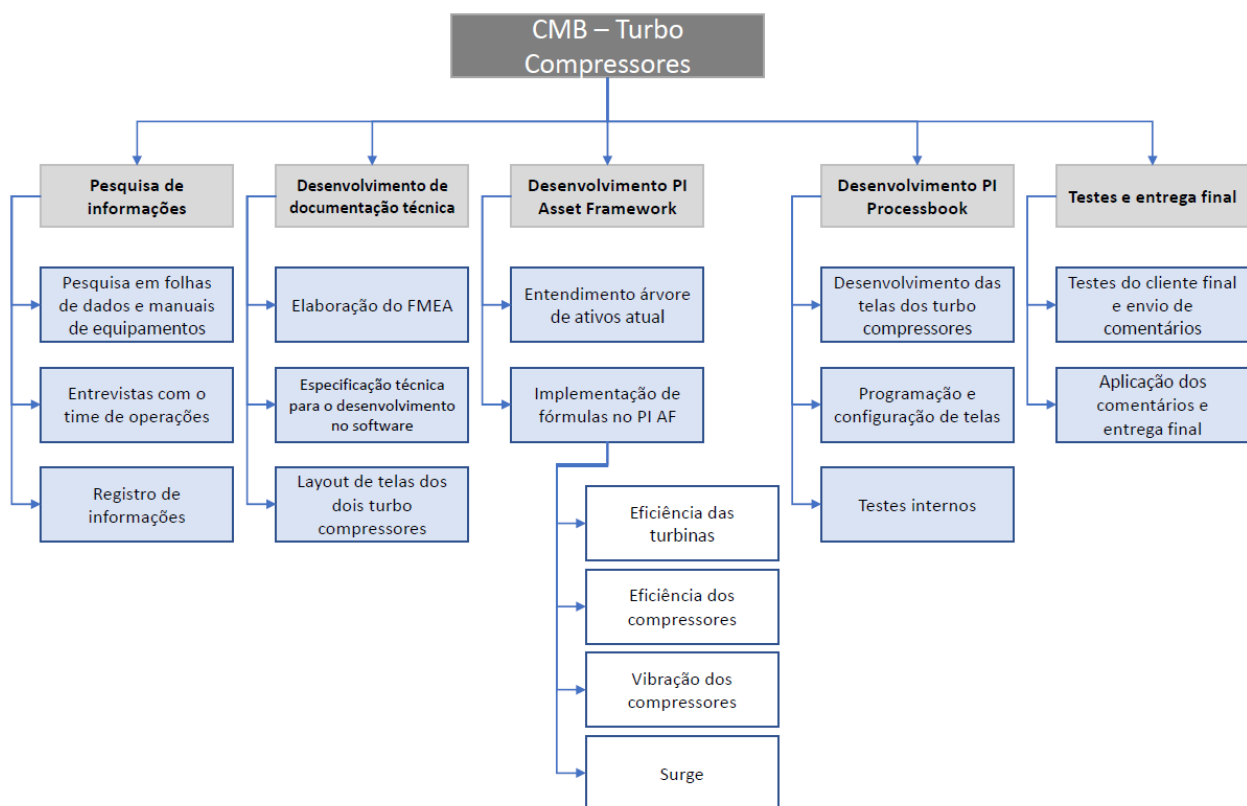 CMB – Turbo
Compressores
Pesquisa de
informações
Desenvolvimento de
documentação técnica
Desenvolvimento PI
Asset Framework
Desenvolvimento PI
Processbook
Testes e entrega final
Pesquisa em folhas
de dados e manuais
de equipamentos
Elaboração do FMEA
Entendimento árvore
de ativos atual
Desenvolvimento das
telas dos turbo
compressores
Testes do cliente final
e envio de
comentários
Entrevistas com o
time de operações
Especificação técnica
para o desenvolvimento
no software
Implementação de
fórmulas no PI AF
Programação e
configuração de telas
Aplicação dos
comentários e
entrega final
Registro de
informações
Layout de telas dos
dois turbo
compressores
Testes internos
Eficiência das
turbinas
Eficiência dos
compressores
Vibração dos
compressores
Surge